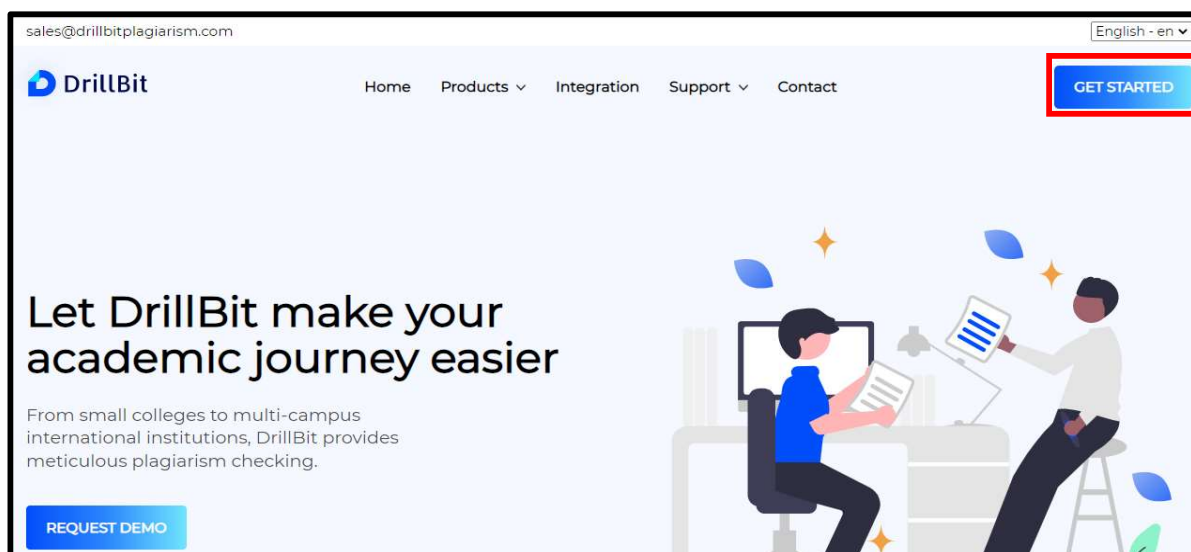 sales@drillbitplagiarism.com
English - en
DrillBit
Home Products Integration Support Contact
GET STARTED
Let DrillBit make your
academic journey easier
From small colleges to multi-campus
international institutions, DrillBit provides
meticulous plagiarism checking.
REQUEST DEMO